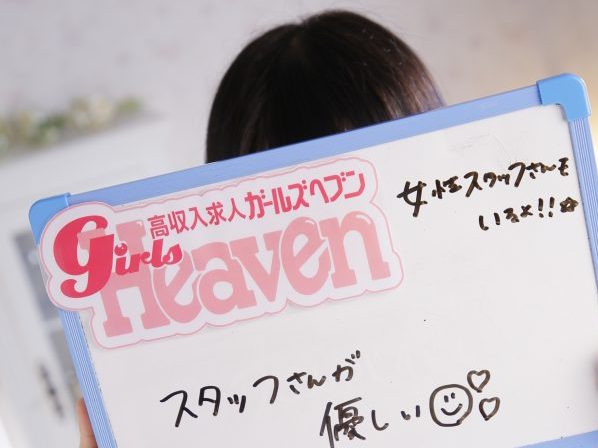 高収入求人ガールズヘブン
Girls
Heaven
女性スタッフさんも
いるよ!!☆
スタッフさんが
優しい☺♡♡